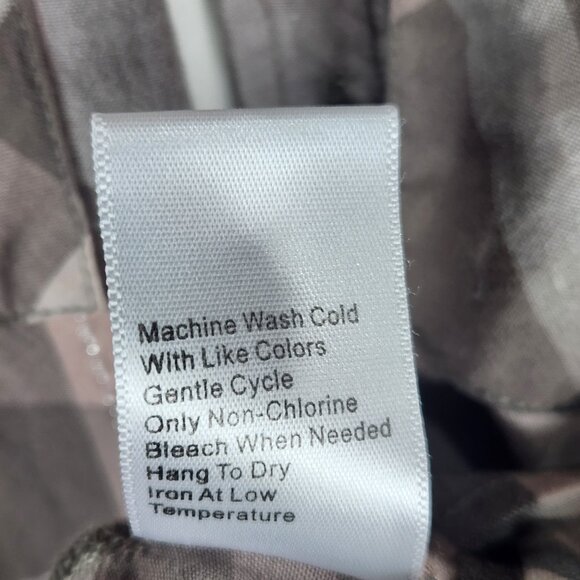 Machine Wash Cold
With Like Colors
Gentle Cycle
Only Non-Chlorine
Bleach When Needed
Hang To Dry
Iron At Low
Temperature